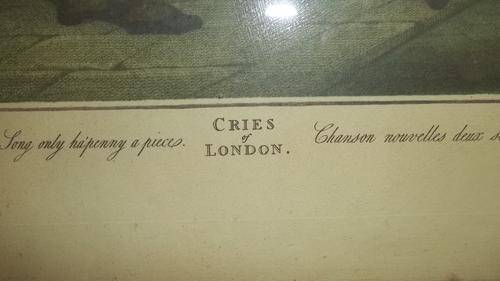 Song only ha'penny a piece.
CRIES
of
LONDON.
Chanson nouvelles deux